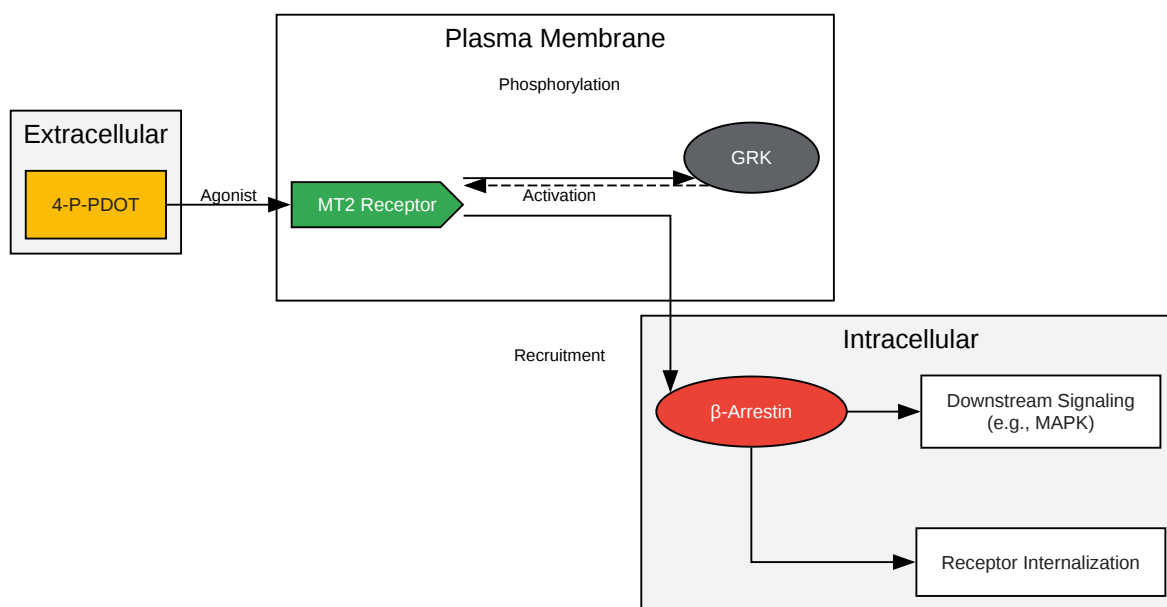 Plasma Membrane
Phosphorylation
Extracellular
GRK
4-P-PDOT
Agonist
MT2 Receptor
Activation
Intracellular
Recruitment
β-Arrestin
Downstream Signaling
(e.g., MAPK)
Receptor Internalization